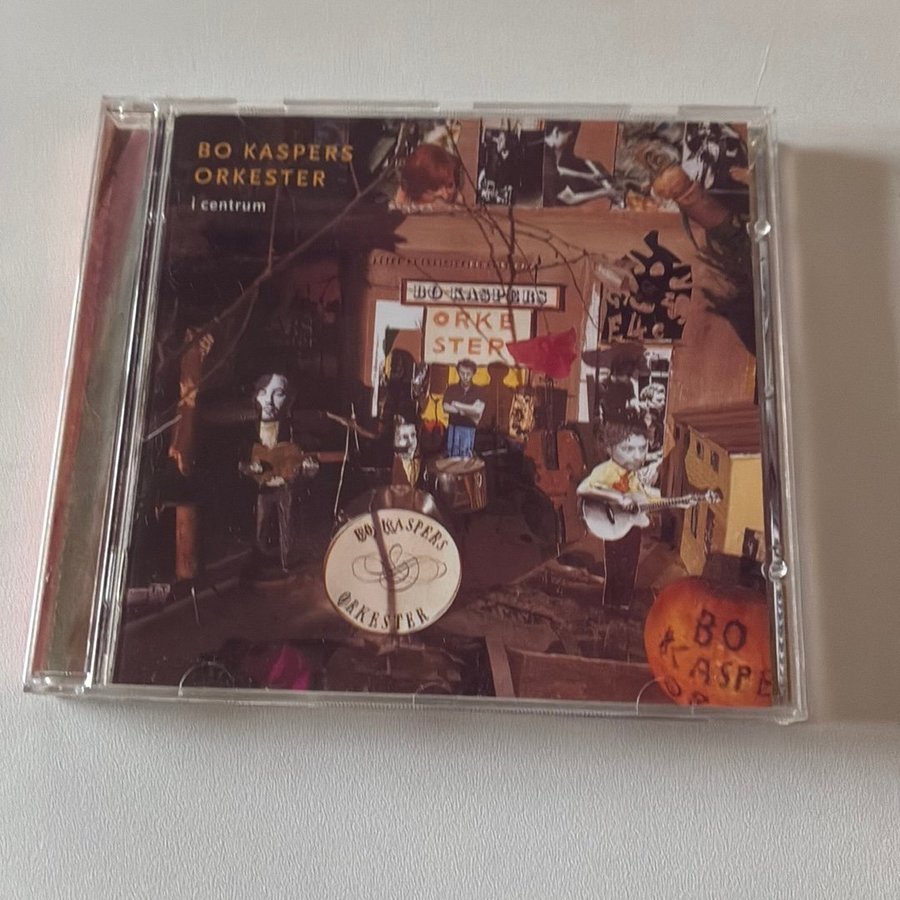 BO KASPERS
ORKESTER
i centrum
BO KASPERS
ORKE
STER
BO KASPERS
ORKESTER
BO
KASPE